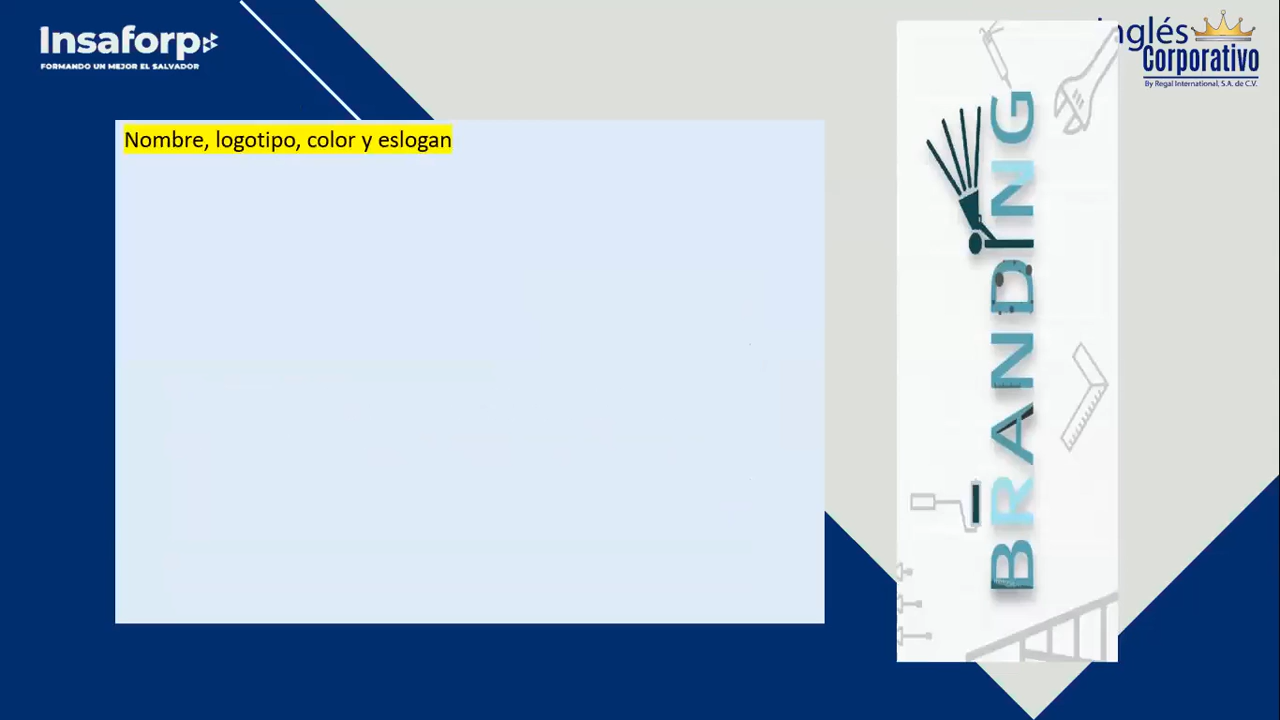 Insaforp
FORMANDO UN MEJOR EL SALVADOR
Inglés
Corporativo
By Regal International, S.A. de C.V.
Nombre, logotipo, color y eslogan
BRANDING